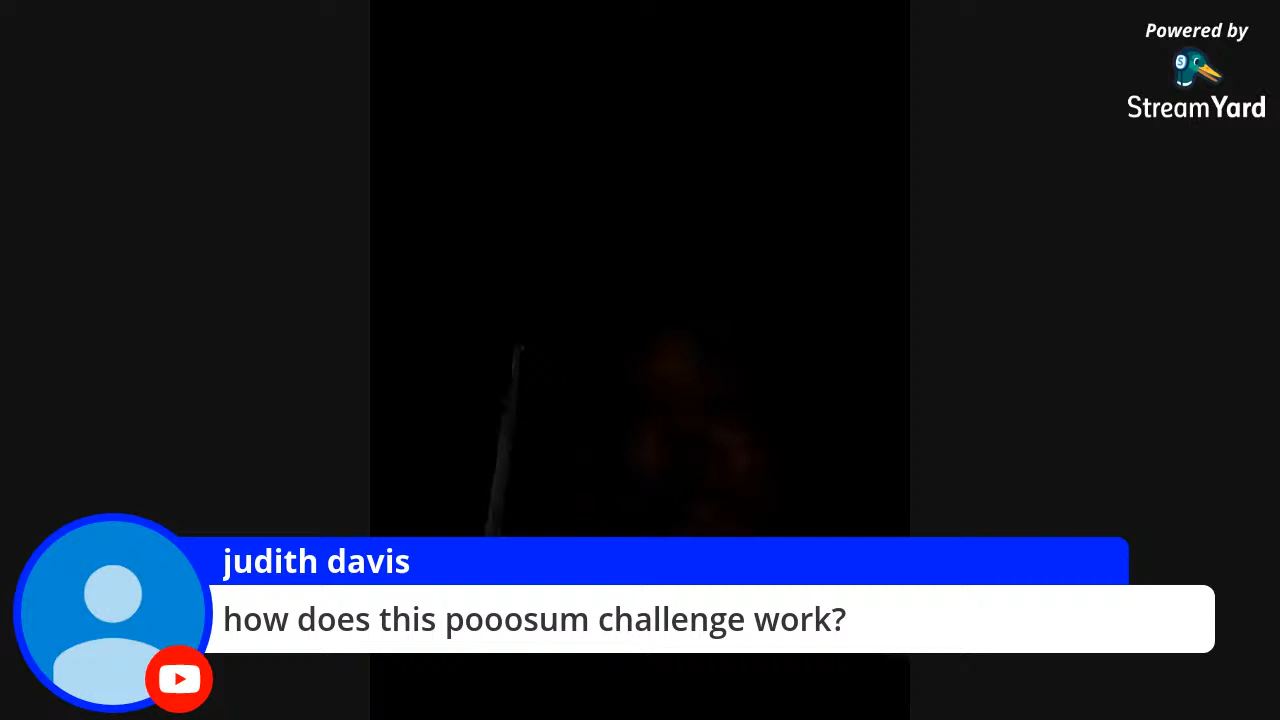 Powered by
S
StreamYard
judith davis
how does this pooosum challenge work?